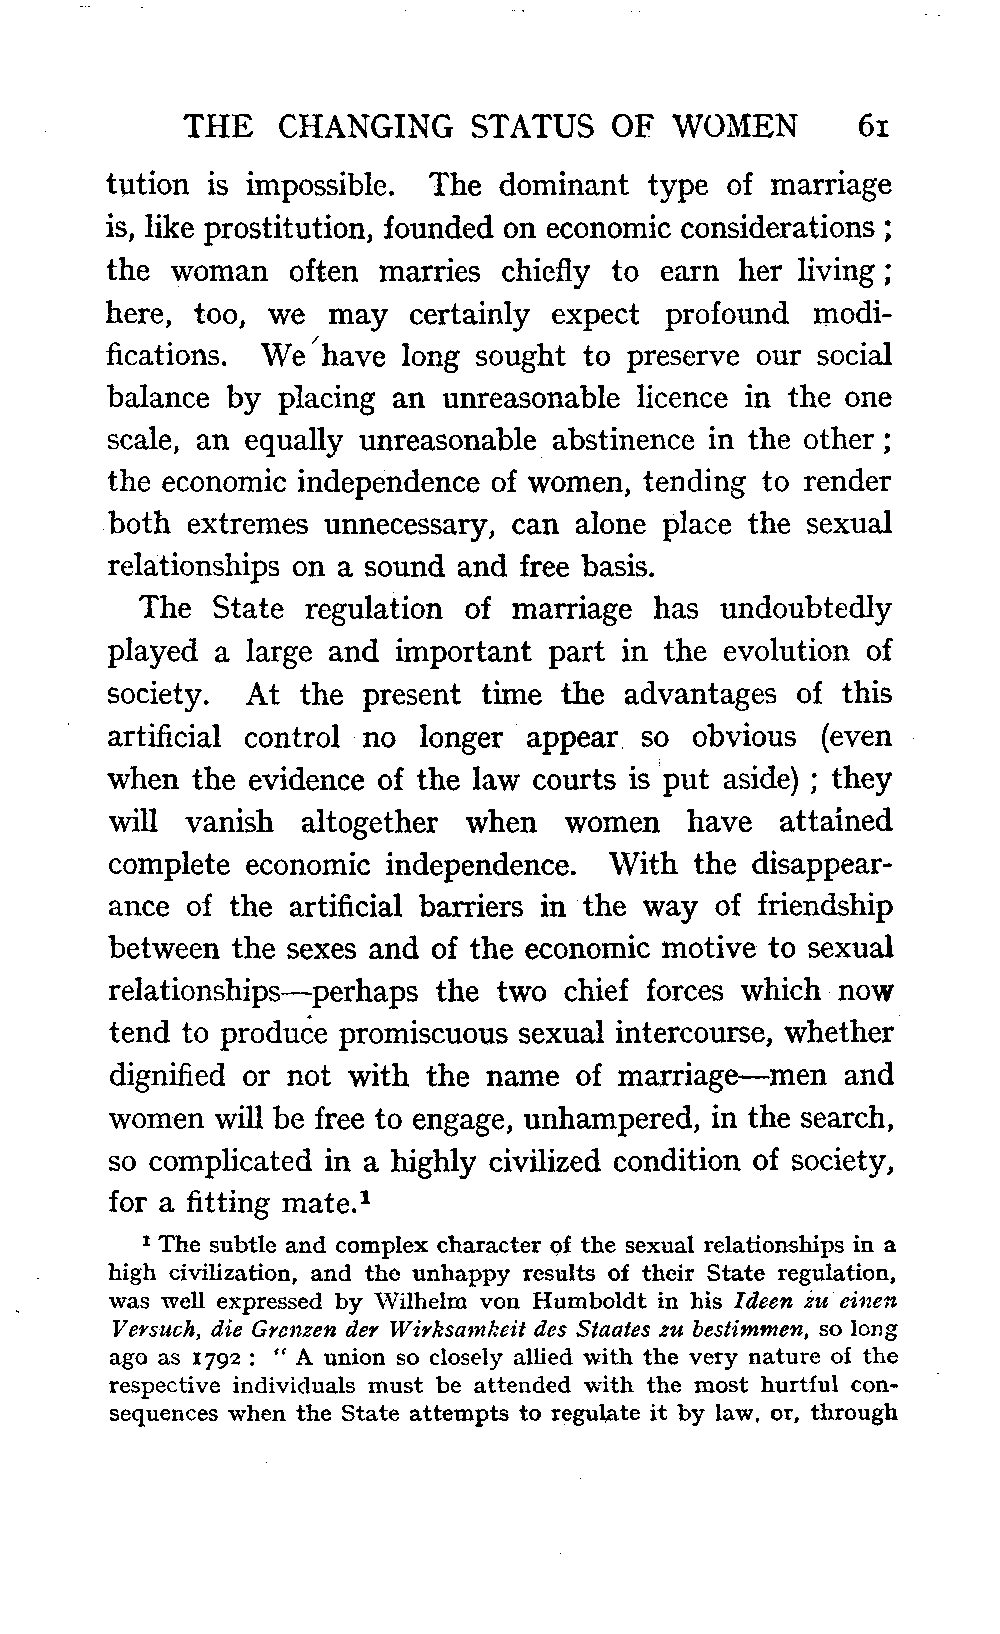 THE CHANGING STATUS OF WOMEN 61
tution is impossible. The dominant type of marriage
is, like prostitution, founded on economic considerations ;
the woman often marries chiefly to earn her living ;
here, too, we may certainly expect profound modi-
fications. We have long sought to preserve our social
balance by placing an unreasonable licence in the one
scale, an equally unreasonable abstinence in the other ;
the economic independence of women, tending to render
both extremes unnecessary, can alone place the sexual
relationships on a sound and free basis.
The State regulation of marriage has undoubtedly
played a large and important part in the evolution of
society. At the present time the advantages of this
artificial control no longer appear so obvious (even
when the evidence of the law courts is put aside) ; they
will vanish altogether when women have attained
complete economic independence. With the disappear-
ance of the artificial barriers in the way of friendship
between the sexes and of the economic motive to sexual
relationships—perhaps the two chief forces which now
tend to produce promiscuous sexual intercourse, whether
dignified or not with the name of marriage—men and
women will be free to engage, unhampered, in the search,
so complicated in a highly civilized condition of society,
for a fitting mate.¹
¹ The subtle and complex character of the sexual relationships in a
high civilization, and the unhappy results of their State regulation,
was well expressed by Wilhelm von Humboldt in his Ideen zu einen
Versuch, die Grenzen der Wirksamkeit des Staates zu bestimmen, so long
ago as 1792 : " A union so closely allied with the very nature of the
respective individuals must be attended with the most hurtful con-
sequences when the State attempts to regulate it by law, or, through